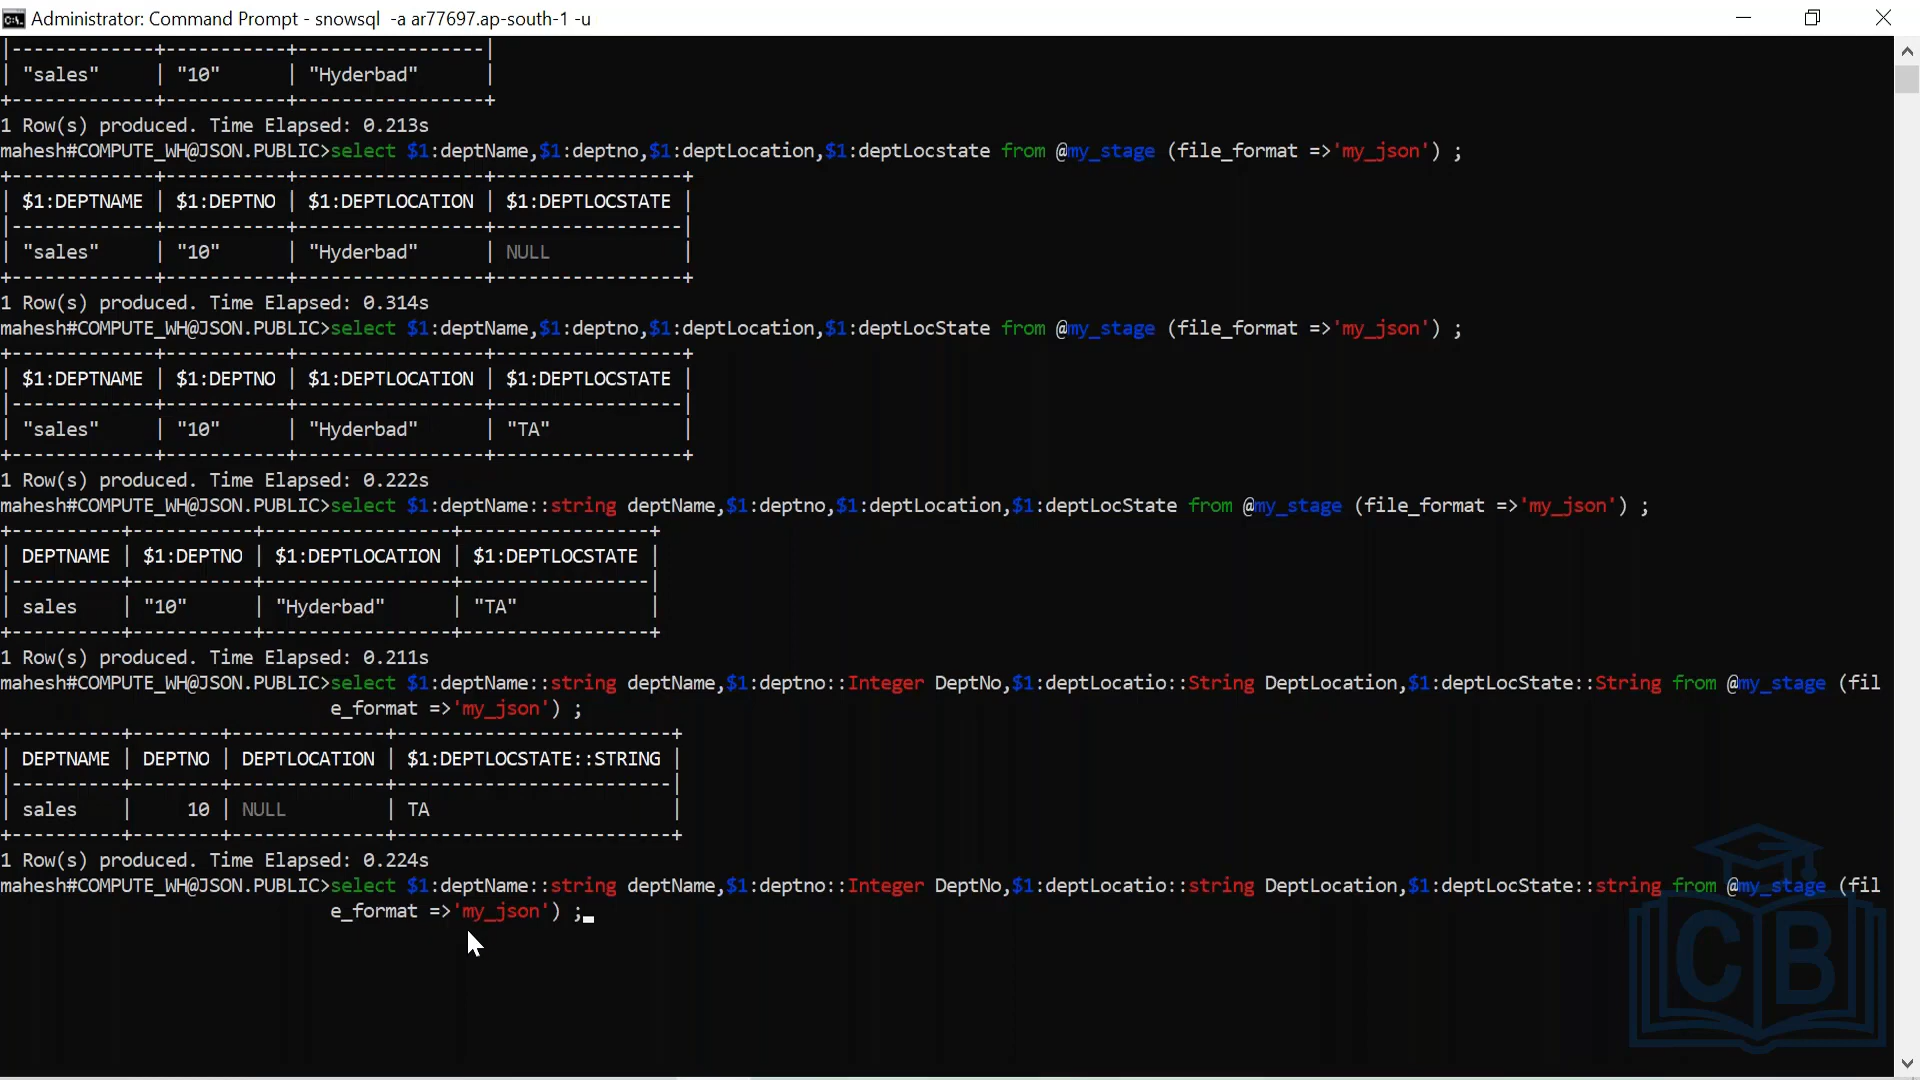 Administrator: Command Prompt - snowsql  -a ar77697.ap-south-1 -u
|-------------+-----------+-----------------|
| "sales"     | "10"      | "Hyderbad"      |
+-------------+-----------+-----------------+
1 Row(s) produced. Time Elapsed: 0.213s
mahesh#COMPUTE_WH@JSON.PUBLIC>select $1:deptName,$1:deptno,$1:deptLocation,$1:deptLocstate from @my_stage (file_format =>'my_json') ;
+-------------+-----------+-----------------+-----------------+
| $1:DEPTNAME | $1:DEPTNO | $1:DEPTLOCATION | $1:DEPTLOCSTATE |
|-------------+-----------+-----------------+-----------------|
| "sales"     | "10"      | "Hyderbad"      | NULL            |
+-------------+-----------+-----------------+-----------------+
1 Row(s) produced. Time Elapsed: 0.314s
mahesh#COMPUTE_WH@JSON.PUBLIC>select $1:deptName,$1:deptno,$1:deptLocation,$1:deptLocState from @my_stage (file_format =>'my_json') ;
+-------------+-----------+-----------------+-----------------+
| $1:DEPTNAME | $1:DEPTNO | $1:DEPTLOCATION | $1:DEPTLOCSTATE |
|-------------+-----------+-----------------+-----------------|
| "sales"     | "10"      | "Hyderbad"      | "TA"            |
+-------------+-----------+-----------------+-----------------+
1 Row(s) produced. Time Elapsed: 0.222s
mahesh#COMPUTE_WH@JSON.PUBLIC>select $1:deptName::string deptName,$1:deptno,$1:deptLocation,$1:deptLocState from @my_stage (file_format =>'my_json') ;
+----------+-----------+-----------------+-----------------+
| DEPTNAME | $1:DEPTNO | $1:DEPTLOCATION | $1:DEPTLOCSTATE |
|----------+-----------+-----------------+-----------------|
| sales    | "10"      | "Hyderbad"      | "TA"            |
+----------+-----------+-----------------+-----------------+
1 Row(s) produced. Time Elapsed: 0.211s
mahesh#COMPUTE_WH@JSON.PUBLIC>select $1:deptName::string deptName,$1:deptno::Integer DeptNo,$1:deptLocatio::String DeptLocation,$1:deptLocState::String from @my_stage (fil
e_format =>'my_json') ;
+----------+--------+--------------+-------------------------+
| DEPTNAME | DEPTNO | DEPTLOCATION | $1:DEPTLOCSTATE::STRING |
|----------+--------+--------------+-------------------------|
| sales    |     10 | NULL         | TA                      |
+----------+--------+--------------+-------------------------+
1 Row(s) produced. Time Elapsed: 0.224s
mahesh#COMPUTE_WH@JSON.PUBLIC>select $1:deptName::string deptName,$1:deptno::Integer DeptNo,$1:deptLocatio::string DeptLocation,$1:deptLocState::string from @my_stage (fil
e_format =>'my_json') ;
CB